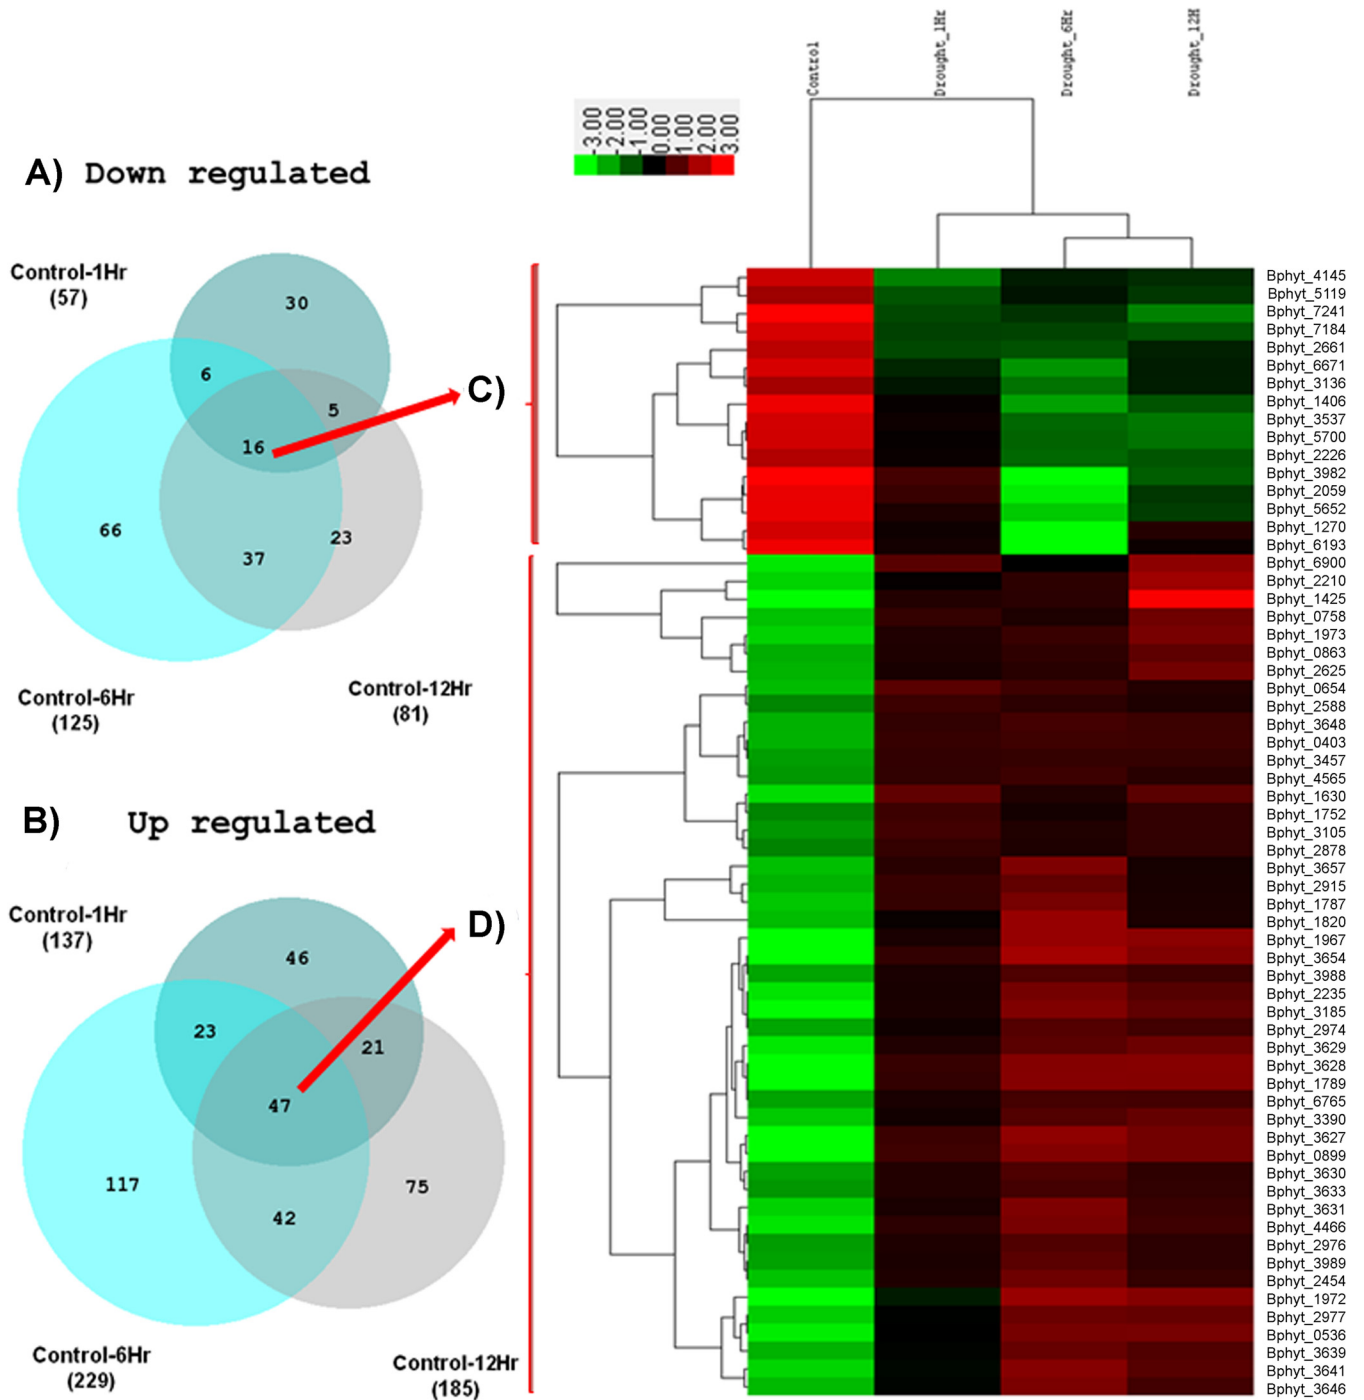 Control
Drought_1Hr
Drought_6Hr
Drought_12H
-3.00
-2.00
-1.00
0.00
1.00
2.00
3.00
A) Down regulated
Control-1Hr
(57)
30
6
5
16
66
37
23
Control-6Hr
(125)
Control-12Hr
(81)
C)
B) Up regulated
Control-1Hr
(137)
46
23
21
47
117
42
75
Control-6Hr
(229)
Control-12Hr
(185)
D)
Bphyt_4145
Bphyt_5119
Bphyt_7241
Bphyt_7184
Bphyt_2661
Bphyt_6671
Bphyt_3136
Bphyt_1406
Bphyt_3537
Bphyt_5700
Bphyt_2226
Bphyt_3982
Bphyt_2059
Bphyt_5652
Bphyt_1270
Bphyt_6193
Bphyt_6900
Bphyt_2210
Bphyt_1425
Bphyt_0758
Bphyt_1973
Bphyt_0863
Bphyt_2625
Bphyt_0654
Bphyt_2588
Bphyt_3648
Bphyt_0403
Bphyt_3457
Bphyt_4565
Bphyt_1630
Bphyt_1752
Bphyt_3105
Bphyt_2878
Bphyt_3657
Bphyt_2915
Bphyt_1787
Bphyt_1820
Bphyt_1967
Bphyt_3654
Bphyt_3988
Bphyt_2235
Bphyt_3185
Bphyt_2974
Bphyt_3629
Bphyt_3628
Bphyt_1789
Bphyt_6765
Bphyt_3390
Bphyt_3627
Bphyt_0899
Bphyt_3630
Bphyt_3633
Bphyt_3631
Bphyt_4466
Bphyt_2976
Bphyt_3989
Bphyt_2454
Bphyt_1972
Bphyt_2977
Bphyt_0536
Bphyt_3639
Bphyt_3641
Bphyt_3646